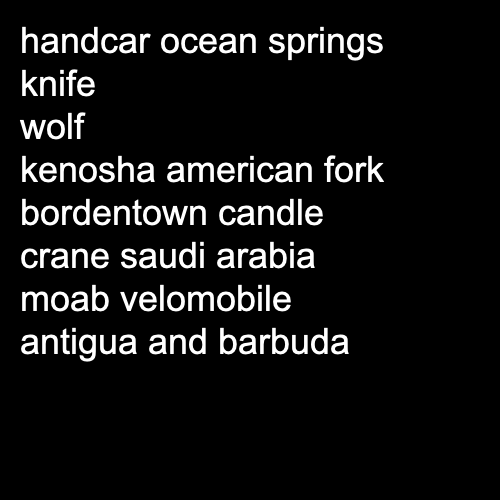 handcar ocean springs
knife
wolf
kenosha american fork
bordentown candle
crane saudi arabia
moab velomobile
antigua and barbuda